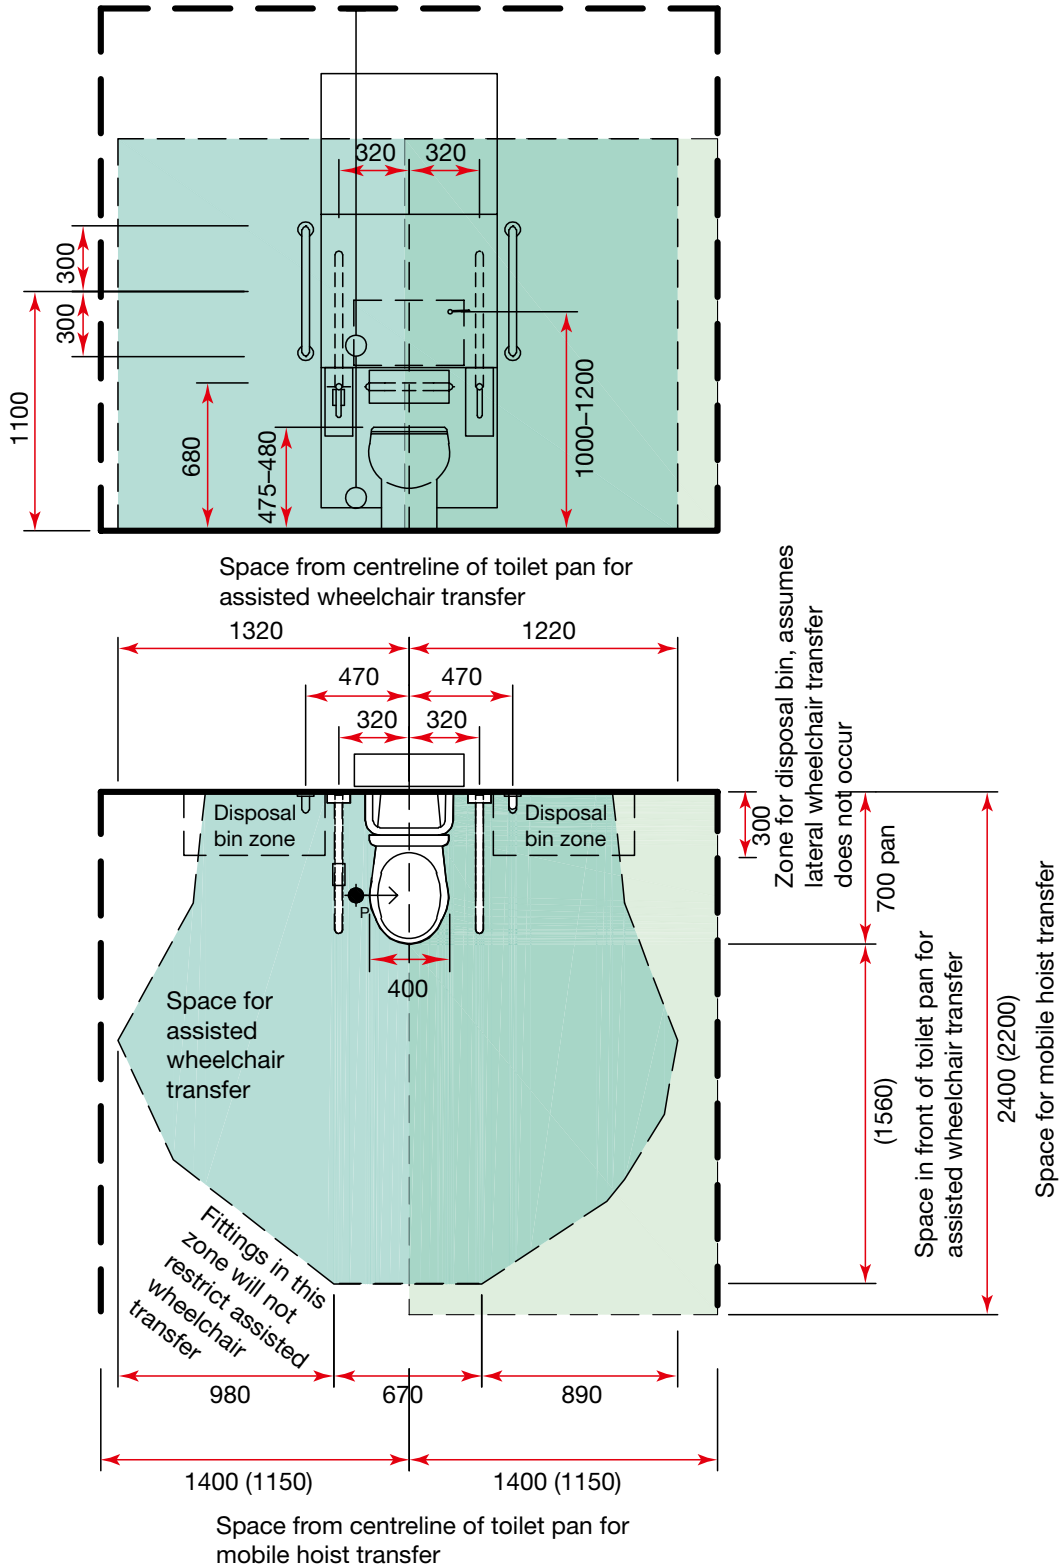 320
320
300
300
1100
680
475–480
1000–1200
Space from centreline of toilet pan for
assisted wheelchair transfer
1320
1220
470
470
320
320
Zone for disposal bin, assumes
lateral wheelchair transfer
does not occur
Disposal
bin zone
Disposal
bin zone
300
700 pan
P
400
Space for
assisted
wheelchair
transfer
(1560)
Space in front of toilet pan for
assisted wheelchair transfer
2400 (2200)
Space for mobile hoist transfer
Fittings in this
zone will not
restrict assisted
wheelchair
transfer
980
670
890
1400 (1150)
1400 (1150)
Space from centreline of toilet pan for
mobile hoist transfer